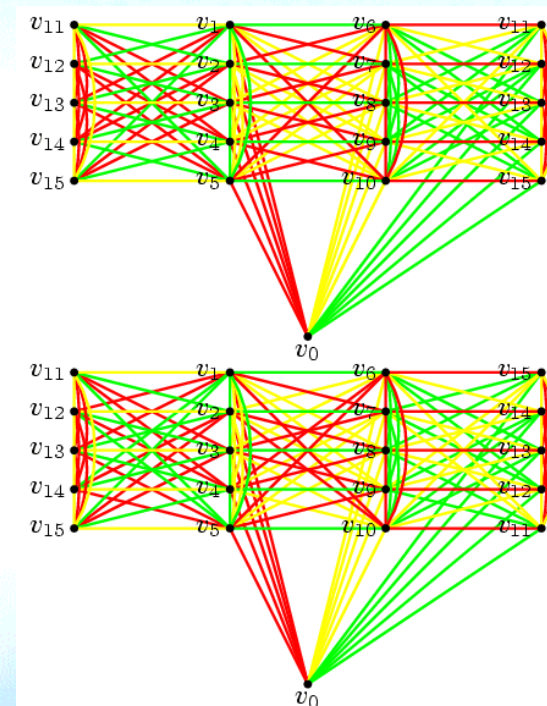 v₁₁ v₁ v₆ v₁₁
v₁₂ v₂ v₇ v₁₂
v₁₃ v₃ v₈ v₁₃
v₁₄ v₄ v₉ v₁₄
v₁₅ v₅ v₁₀ v₁₅
v₀
v₁₁ v₁ v₆ v₁₅
v₁₂ v₂ v₇ v₁₄
v₁₃ v₃ v₈ v₁₃
v₁₄ v₄ v₉ v₁₂
v₁₅ v₅ v₁₀ v₁₁
v₀